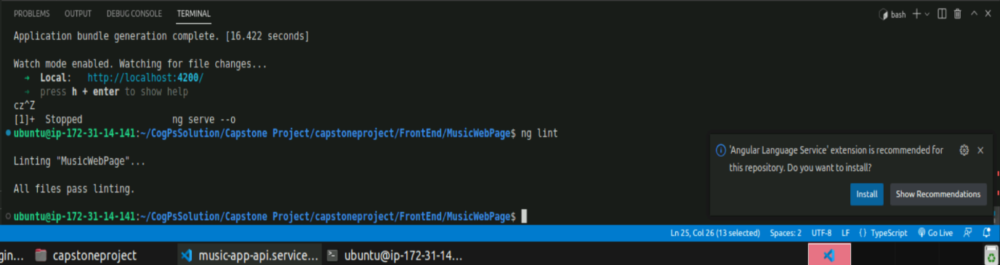 PROBLEMS OUTPUT DEBUG CONSOLE TERMINAL bash
Application bundle generation complete. [16.422 seconds]
Watch mode enabled. Watching for file changes...
➜ Local: http://localhost:4200/
➜ press h + enter to show help
cz^Z
[1]+ Stopped ng serve --o
ubuntu@ip-172-31-14-141:~/CogPsSolution/Capstone Project/capstoneproject/FrontEnd/MusicWebPage$ ng lint
Linting "MusicWebPage"...
All files pass linting.
ubuntu@ip-172-31-14-141:~/CogPsSolution/Capstone Project/capstoneproject/FrontEnd/MusicWebPage$
'Angular Language Service' extension is recommended for
this repository. Do you want to install?
Install Show Recommendations
Ln 25, Col 26 (13 selected) Spaces: 2 UTF-8 LF {} TypeScript Go Live
gin... capstoneproject music-app-api.service... ubuntu@ip-172-31-14...